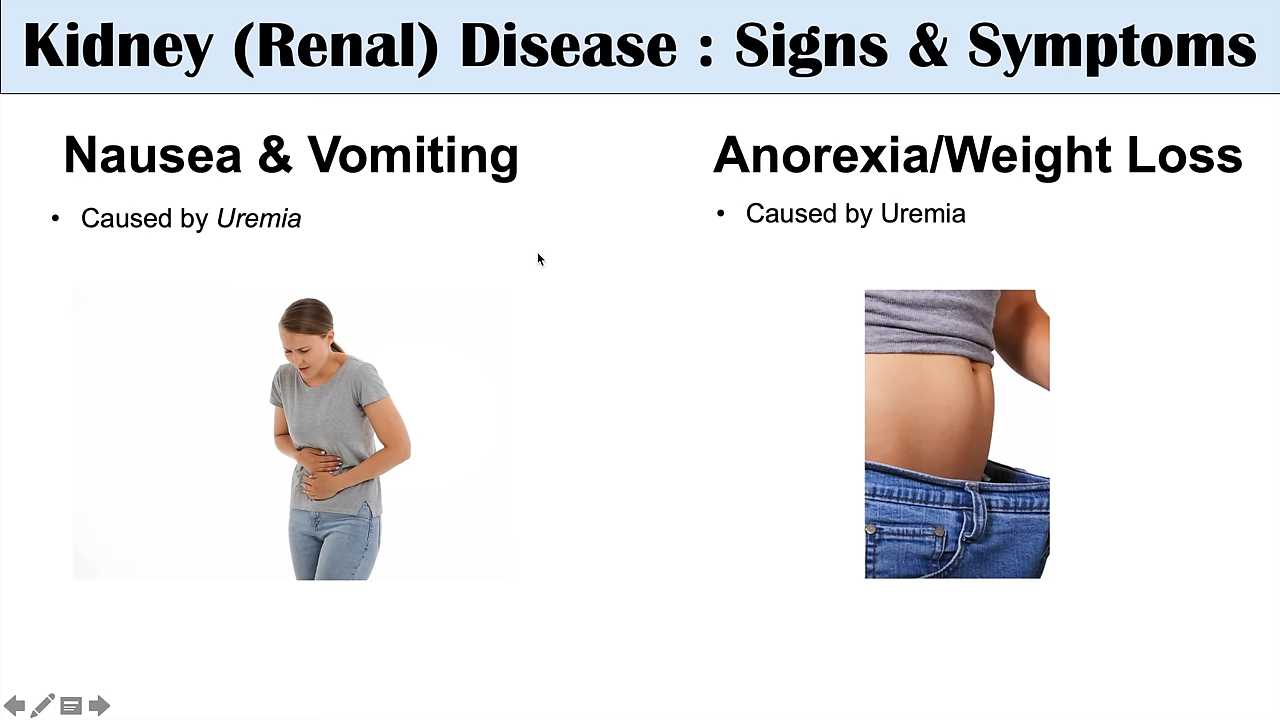 Kidney (Renal) Disease : Signs & Symptoms
Nausea & Vomiting
• Caused by Uremia
Anorexia/Weight Loss
• Caused by Uremia